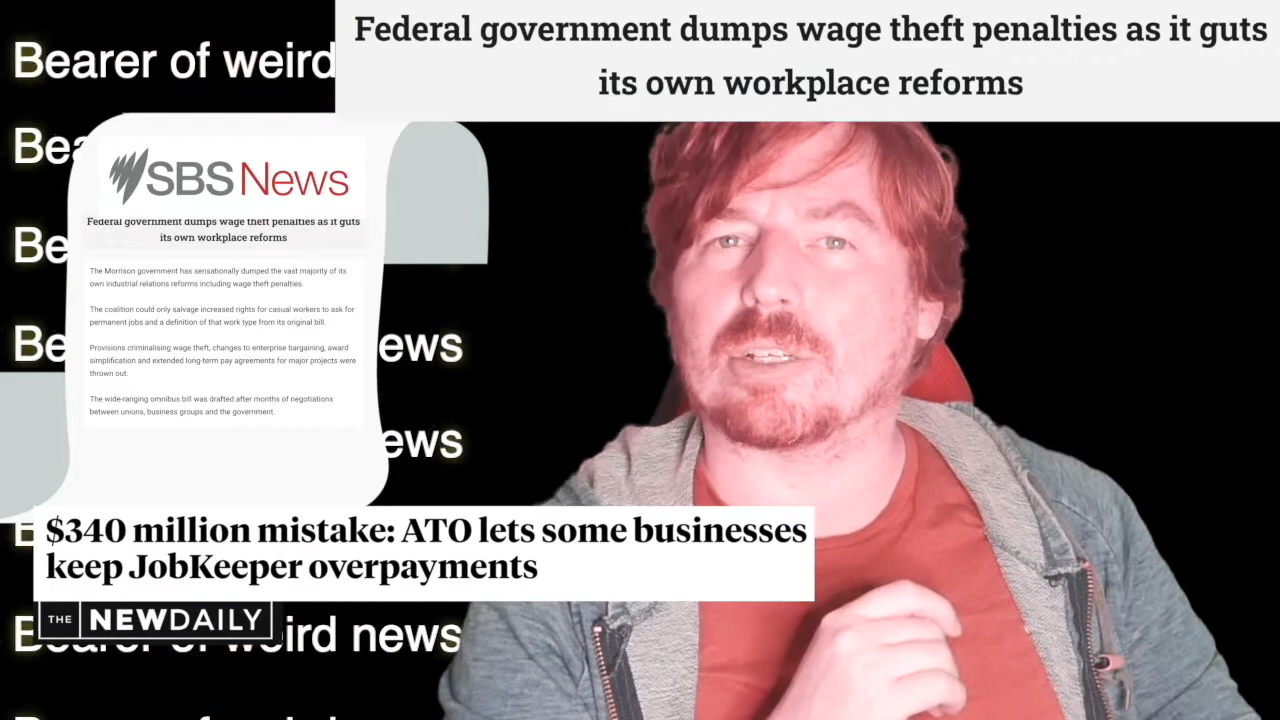 Federal government dumps wage theft penalties as it guts
its own workplace reforms
Bearer of weird
Bea
SBS News
Federal government dumps wage theft penalties as it guts
its own workplace reforms
Be
The Morrison government has sensationally dumped the vast majority of its
own industrial relations reforms including wage theft penalties.
The coalition could only salvage increased rights for casual workers to ask for
permanent jobs and a definition of that work type from its original bill.
Be
ews
Provisions criminalising wage theft, changes to enterprise bargaining, award
simplification and extended long-term pay agreements for major projects were
thrown out.
The wide-ranging omnibus bill was drafted after months of negotiations
between unions, business groups and the government.
ews
$340 million mistake: ATO lets some businesses
keep JobKeeper overpayments
THE NEWDAILY
Bearer of weird news